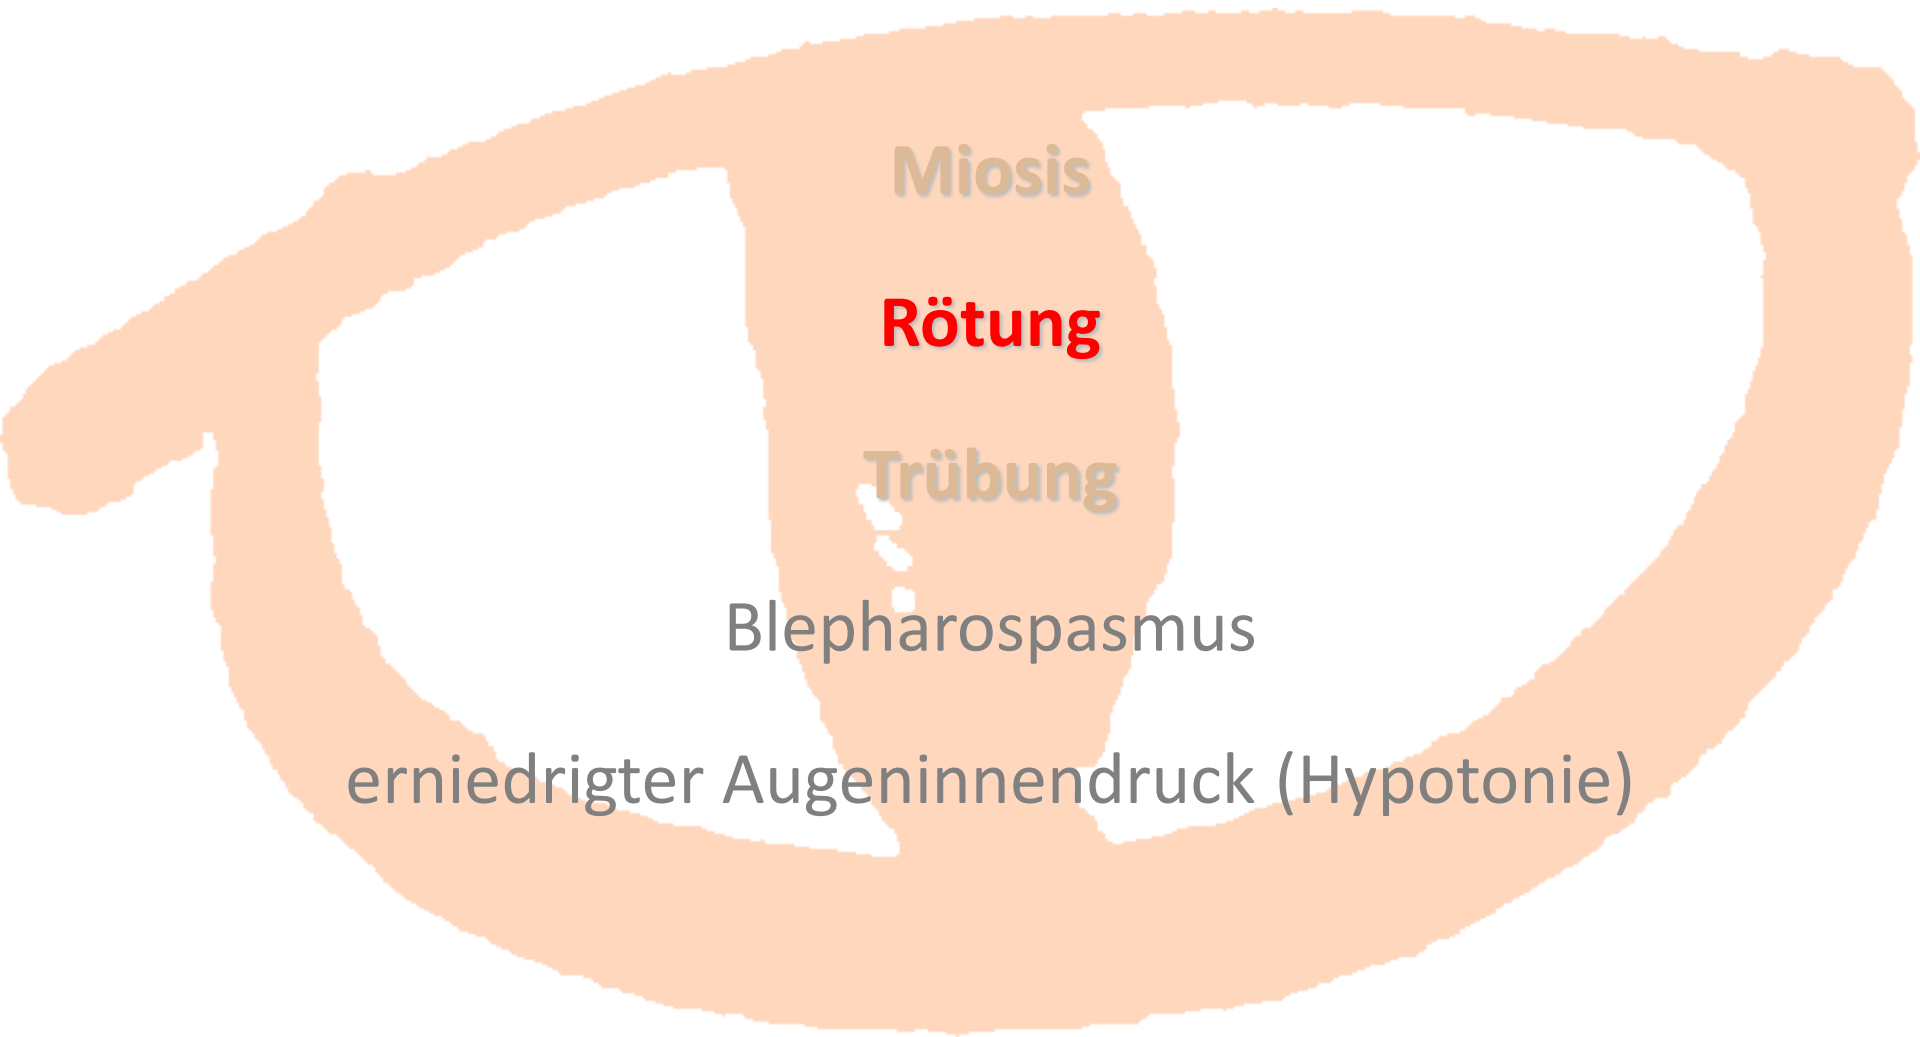 Miosis
Rötung
Trübung
Blepharospasmus
erniedrigter Augeninnendruck (Hypotonie)